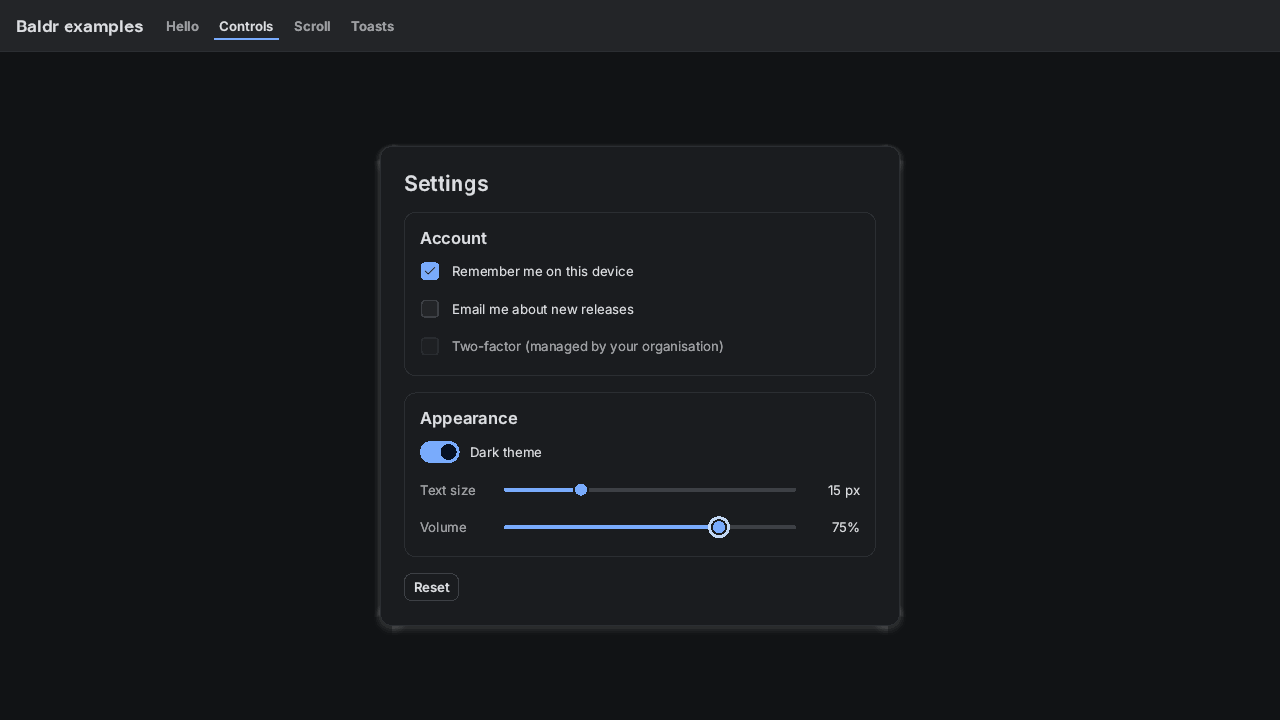 Baldr examples Hello Controls Scroll Toasts
Settings
Account
Remember me on this device
Email me about new releases
Two-factor (managed by your organisation)
Appearance
Dark theme
Text size 15 px
Volume 75%
Reset